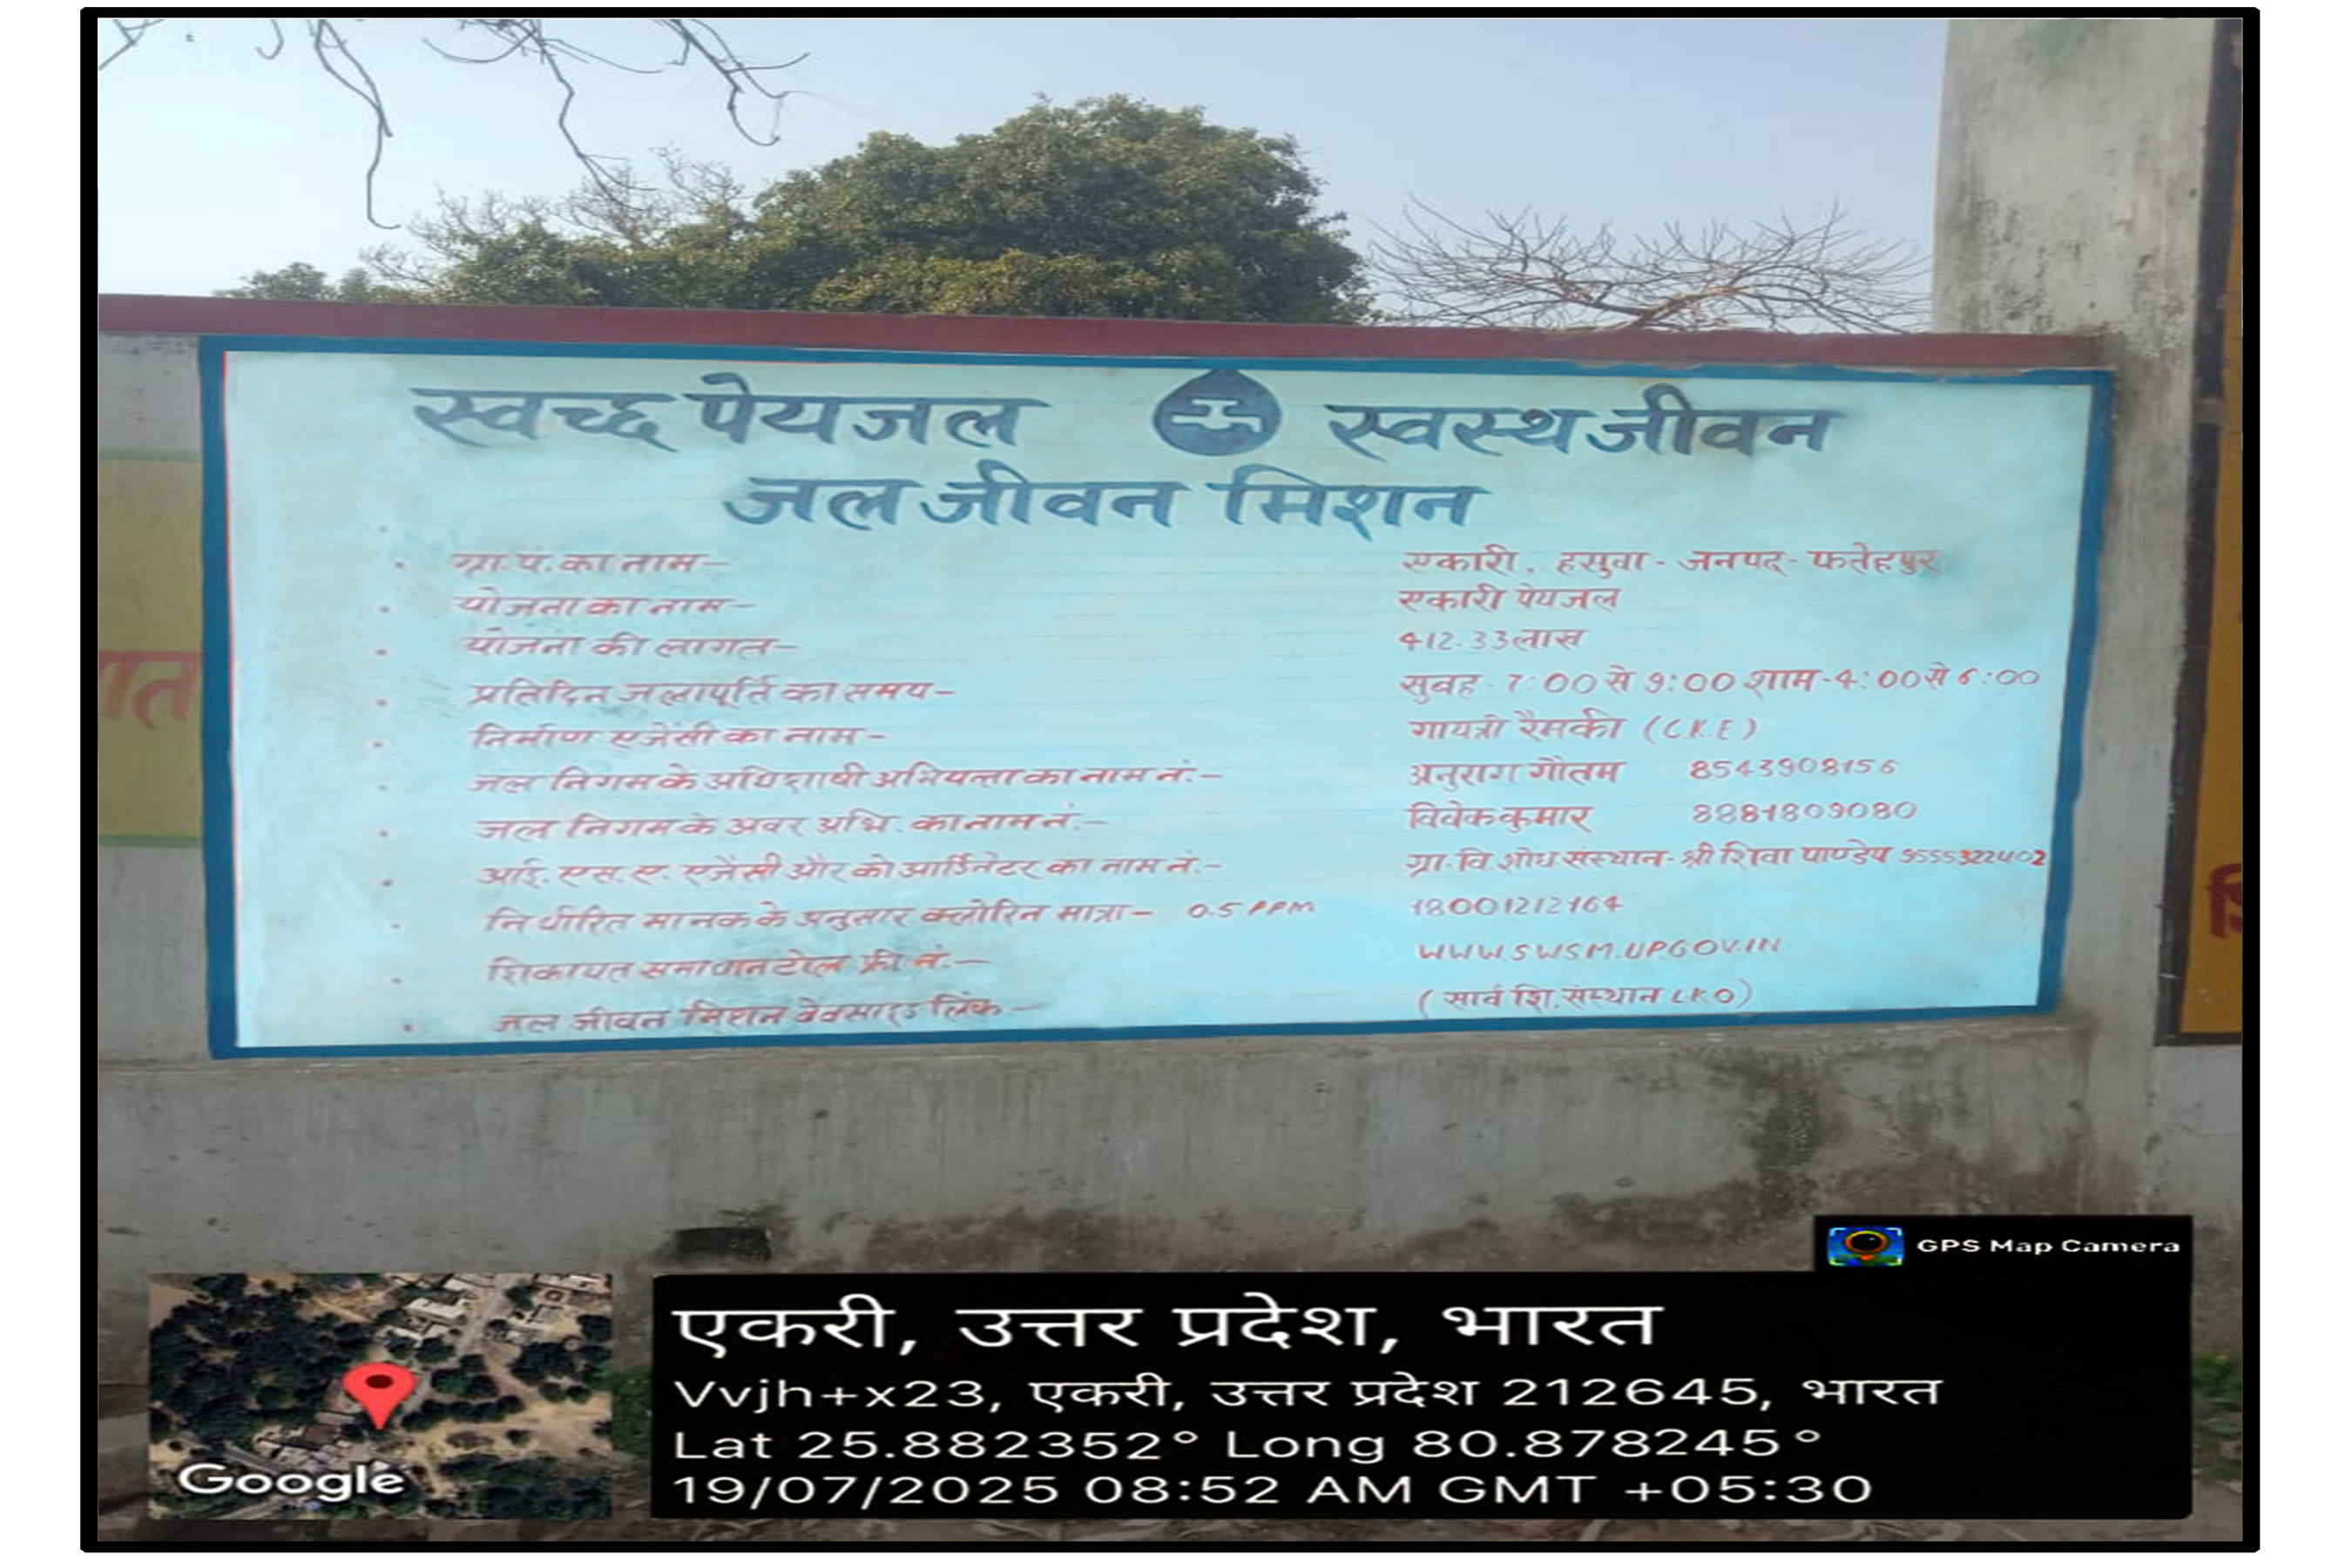 स्वच्छ पेयजल स्वस्थ जीवन
जल जीवन मिशन
ग्रा.पं. का नाम- एकारी, हसुवा - जनपद - फतेहपुर
योजना का नाम- एकारी पेयजल
योजना की लागत- 412.33 लाख
प्रतिदिन जलापूर्ति का समय- सुबह - 7:00 से 9:00 शाम - 4:00 से 6:00
निर्माण एजेंसी का नाम- गायत्री रैमकी (C.K.E)
जल निगम के अधिशाषी अभियन्ता का नाम नं.- अनुराग गौतम 8543908156
जल निगम के अवर अभि. का नाम नं.- विवेक कुमार 8881809080
आई.एस.ए. एजेंसी और को आर्डिनेटर का नाम नं.- ग्रा.वि.शोध संस्थान- श्री शिवा पाण्डेय 9555322402
निर्धारित मानक के अनुसार क्लोरिन मात्रा- 0.5 PPM 18001212164
शिकायत समाधान टोल फ्री नं.- WWW.SWSM.UPGOV.IN
जल जीवन मिशन वेबसाइड लिंक- (सार्व शि. संस्थान LKO)
GPS Map Camera
एकरी, उत्तर प्रदेश, भारत
Vvjh+x23, एकरी, उत्तर प्रदेश 212645, भारत
Lat 25.882352° Long 80.878245°
19/07/2025 08:52 AM GMT +05:30
Google